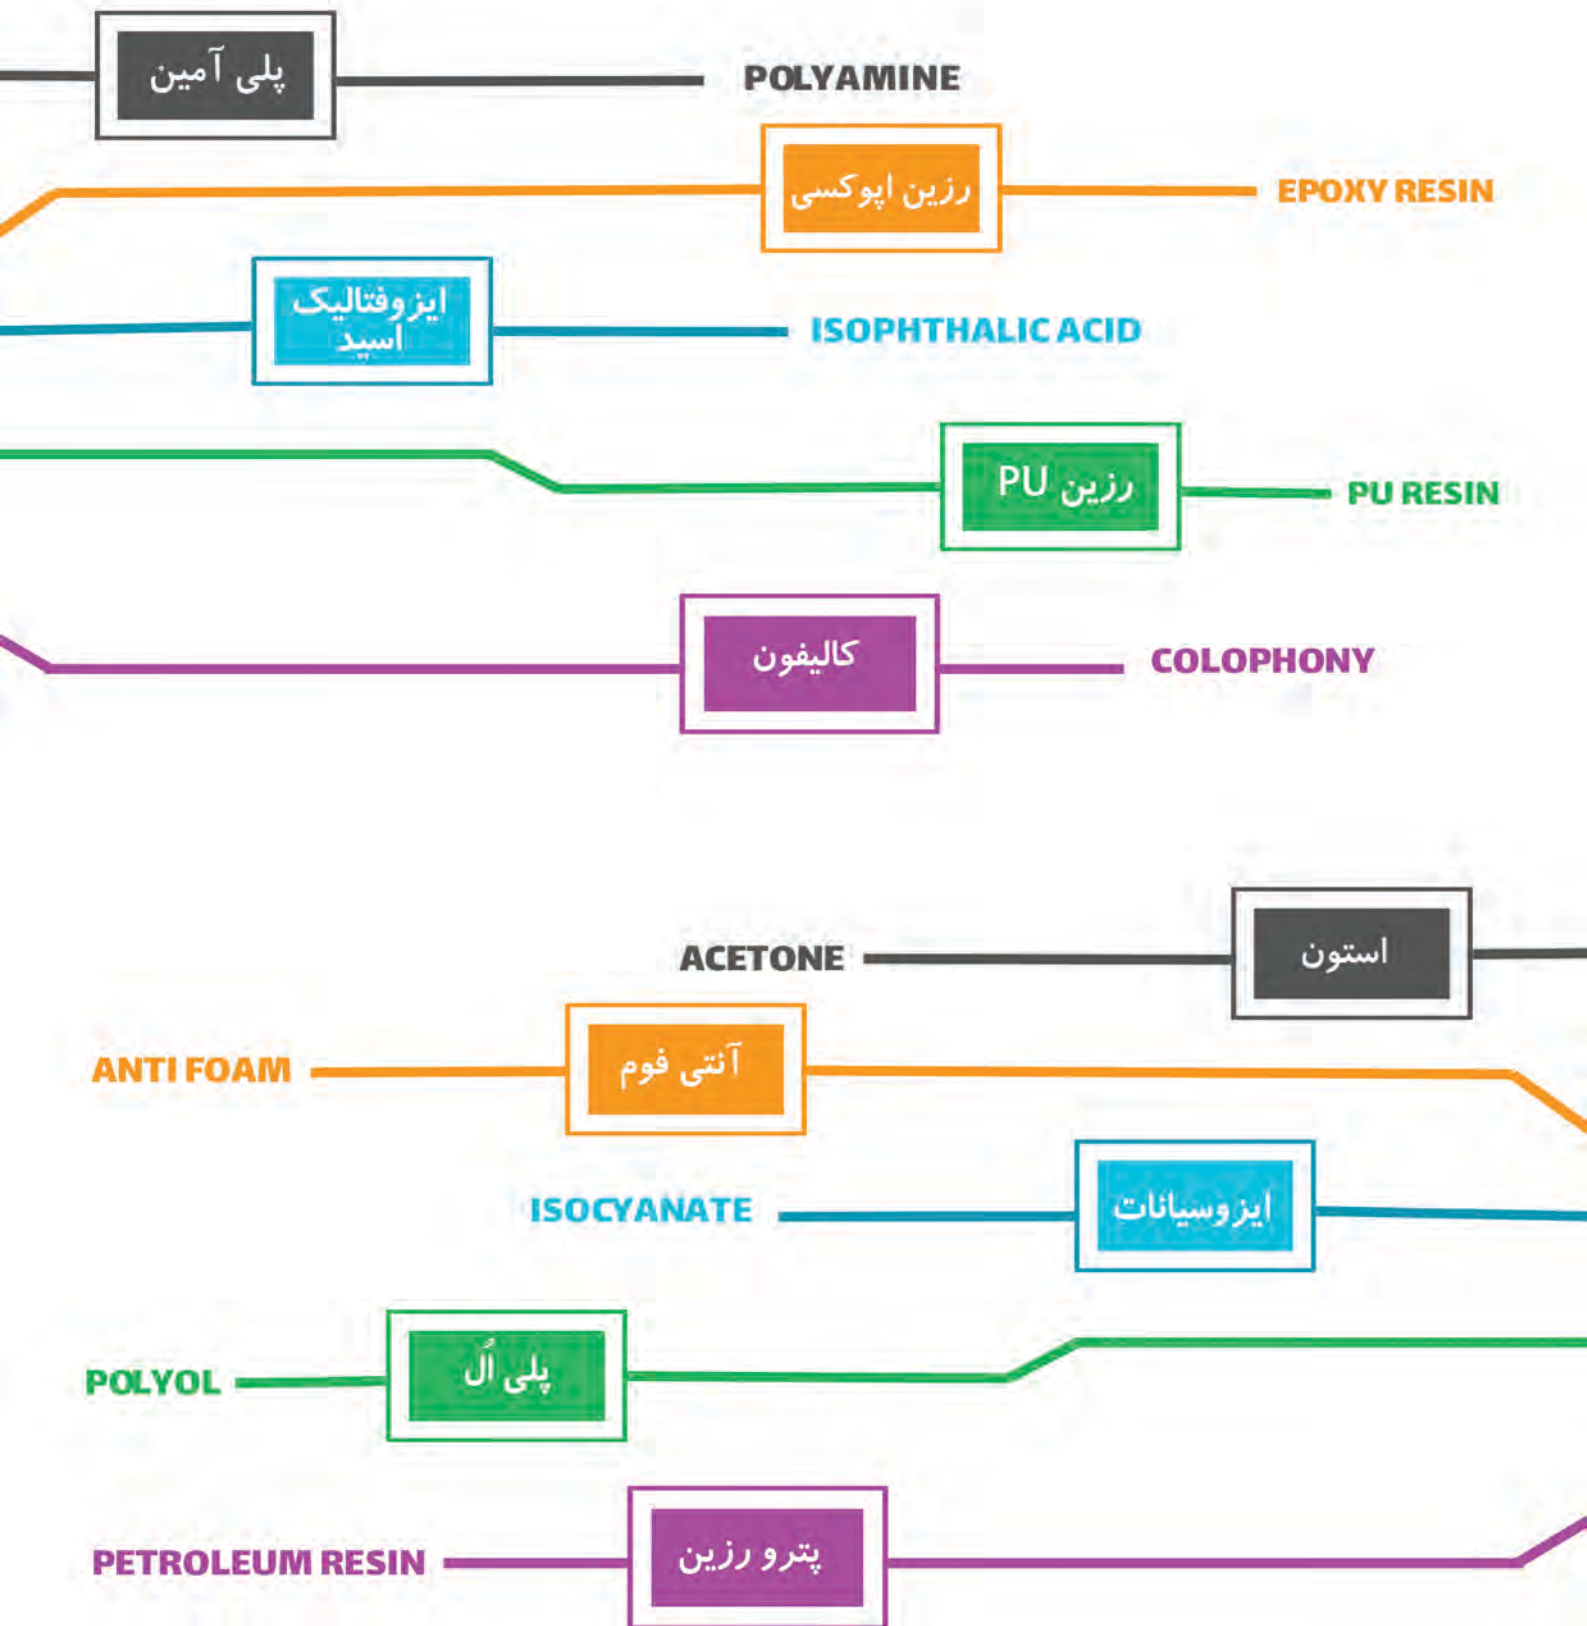 پلی آمین
POLYAMINE
رزین اپوکسی
EPOXY RESIN
ایزوفتالیک
اسید
ISOPHTHALIC ACID
رزین PU
PU RESIN
کالیفون
COLOPHONY
ACETONE
استون
ANTI FOAM
آنتی فوم
ISOCYANATE
ایزوسیانات
POLYOL
پلی اُل
PETROLEUM RESIN
پترو رزین